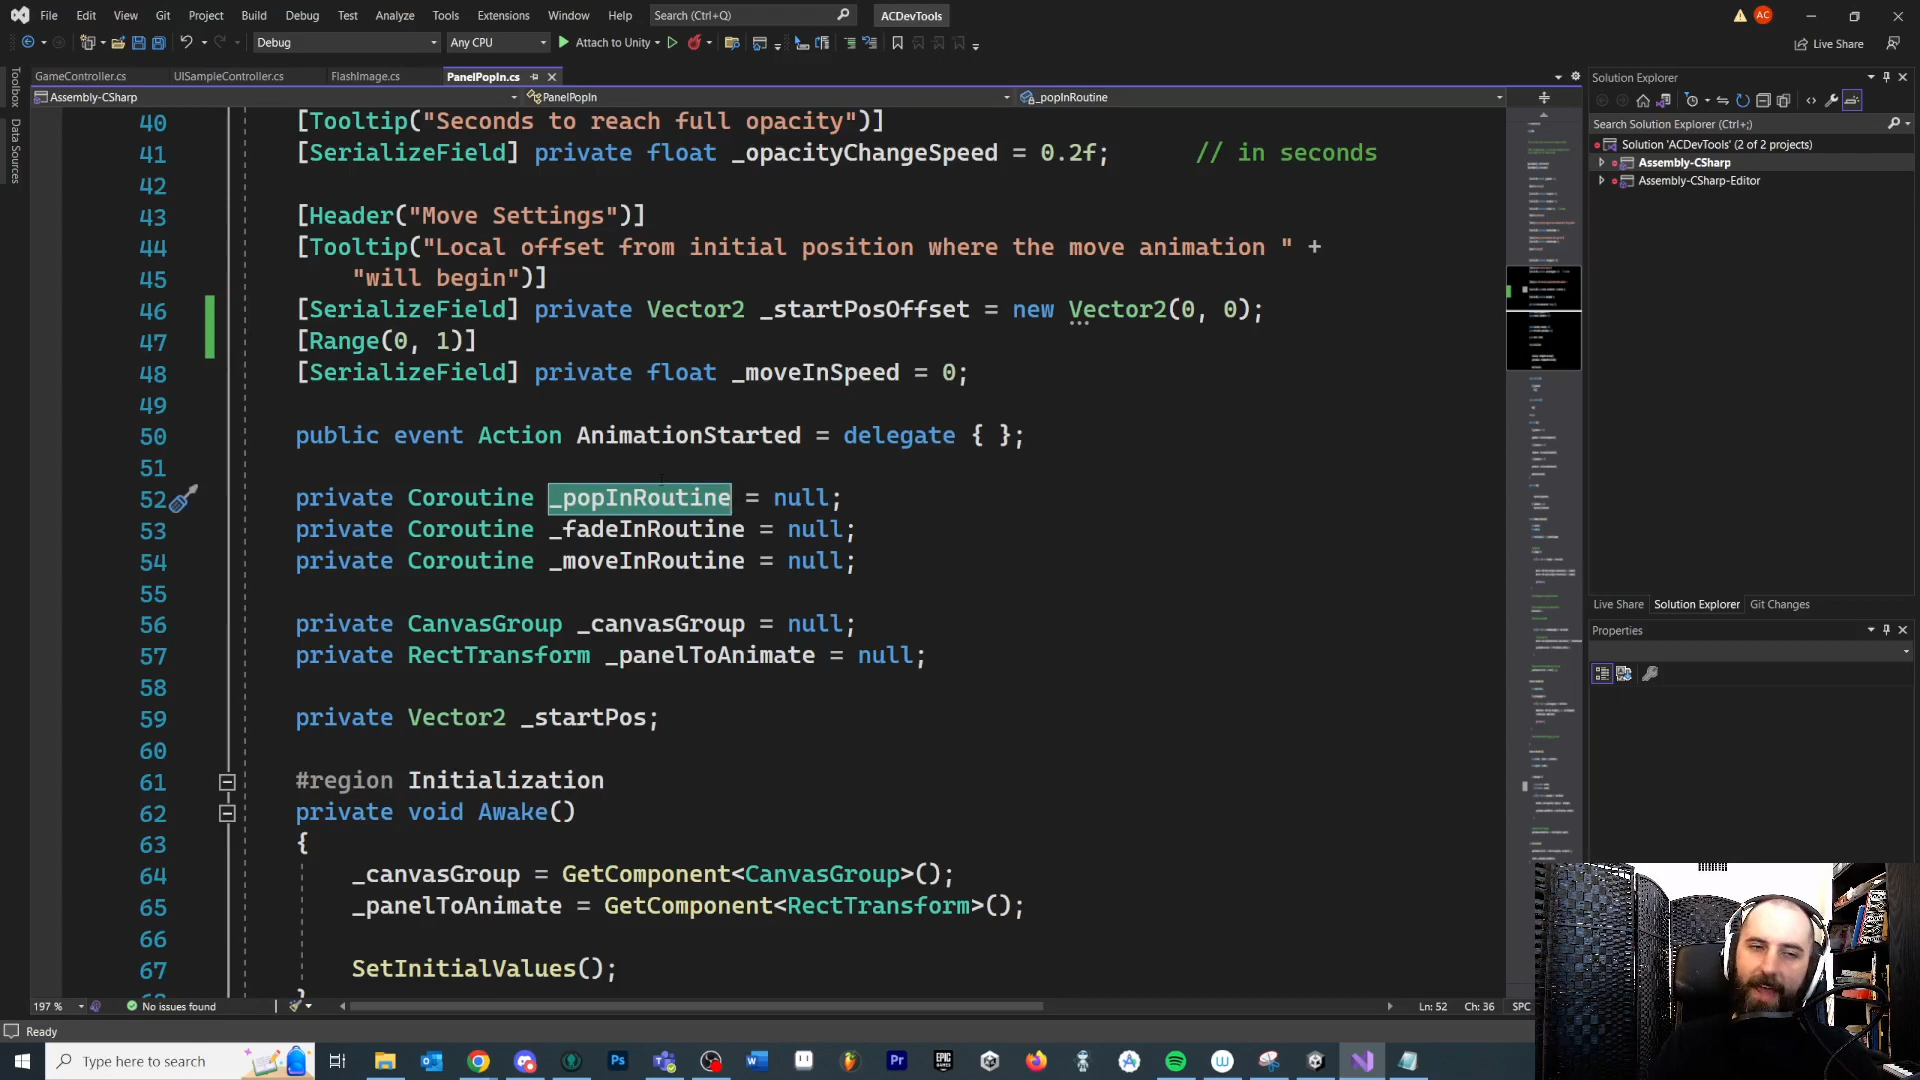 File Edit View Git Project Build Debug Test Analyze Tools Extensions Window Help Search (Ctrl+Q) ACDevTools AC
Debug Any CPU Attach to Unity Live Share
GameController.cs UISampleController.cs FlashImage.cs PanelPopIn.cs
Assembly-CSharp PanelPopIn _popInRoutine
Toolbox
Data Sources
40 [Tooltip("Seconds to reach full opacity")]
41 [SerializeField] private float _opacityChangeSpeed = 0.2f; // in seconds
42
43 [Header("Move Settings")]
44 [Tooltip("Local offset from initial position where the move animation " +
45 "will begin")]
46 [SerializeField] private Vector2 _startPosOffset = new Vector2(0, 0);
47 [Range(0, 1)]
48 [SerializeField] private float _moveInSpeed = 0;
49
50 public event Action AnimationStarted = delegate { };
51
52 private Coroutine _popInRoutine = null;
53 private Coroutine _fadeInRoutine = null;
54 private Coroutine _moveInRoutine = null;
55
56 private CanvasGroup _canvasGroup = null;
57 private RectTransform _panelToAnimate = null;
58
59 private Vector2 _startPos;
60
61 #region Initialization
62 private void Awake()
63 {
64 _canvasGroup = GetComponent<CanvasGroup>();
65 _panelToAnimate = GetComponent<RectTransform>();
66
67 SetInitialValues();
197 % No issues found Ln: 52 Ch: 36 SPC
Ready
Solution Explorer
Search Solution Explorer (Ctrl+;)
Solution 'ACDevTools' (2 of 2 projects)
Assembly-CSharp
Assembly-CSharp-Editor
Live Share Solution Explorer Git Changes
Properties
Type here to search
Ps
Pr
EPIC GAMES